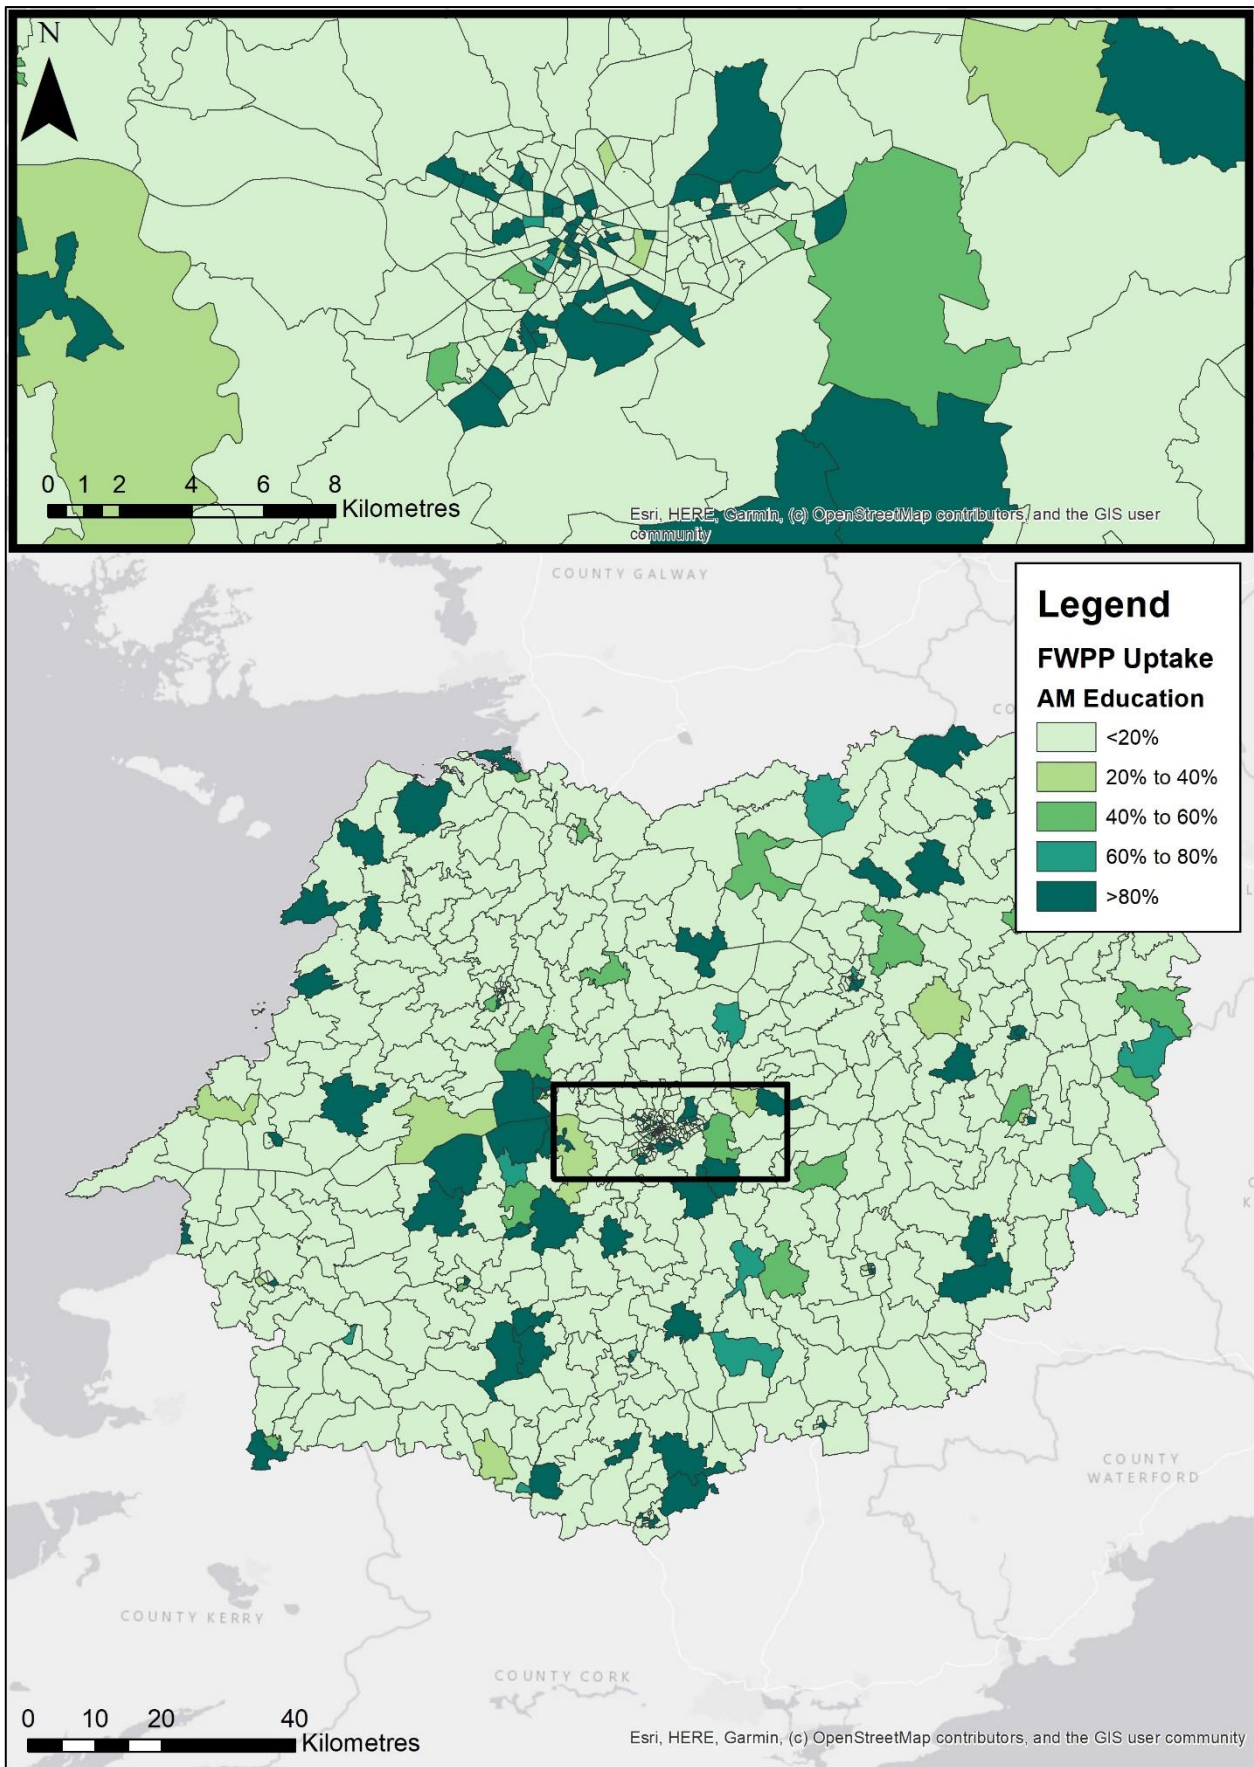 N
0 1 2 4 6 8
Kilometres
Esri, HERE, Garmin, (c) OpenStreetMap contributors, and the GIS user
community
COUNTY GALWAY
Legend
FWPP Uptake
AM Education
<20%
20% to 40%
40% to 60%
60% to 80%
>80%
CO
COUNTY
WATERFORD
COUNTY KERRY
COUNTY CORK
0 10 20 40
Kilometres
Esri, HERE, Garmin, (c) OpenStreetMap contributors, and the GIS user community